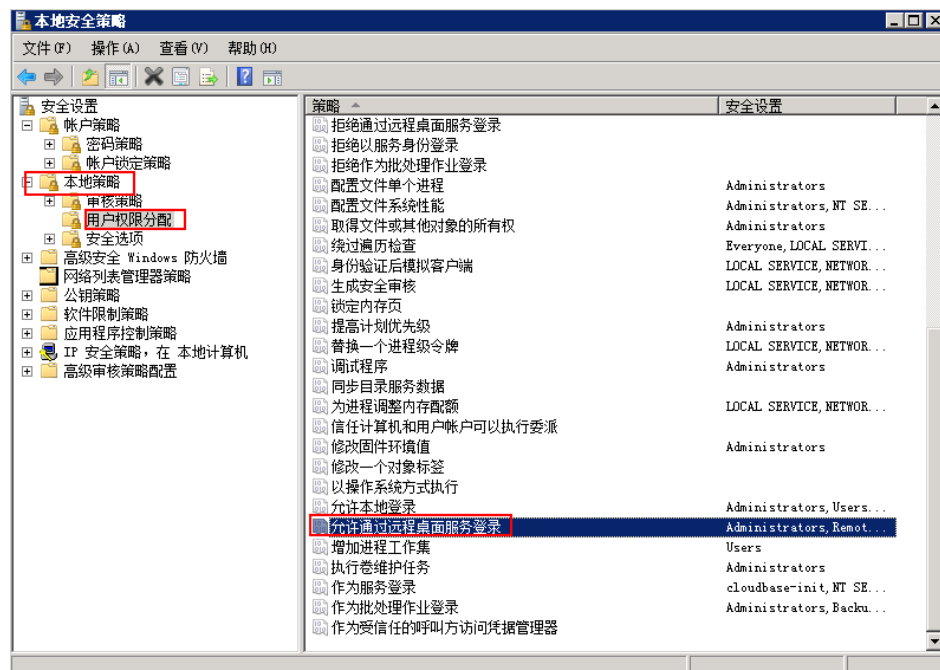 本地安全策略
文件(F) 操作(A) 查看(V) 帮助(H)
安全设置
帐户策略
密码策略
帐户锁定策略
本地策略
审核策略
用户权限分配
安全选项
高级安全 Windows 防火墙
网络列表管理器策略
公钥策略
软件限制策略
应用程序控制策略
IP 安全策略，在 本地计算机
高级审核策略配置
策略 安全设置
拒绝通过远程桌面服务登录
拒绝以服务身份登录
拒绝作为批处理作业登录
配置文件单个进程 Administrators
配置文件系统性能 Administrators, NT SE...
取得文件或其他对象的所有权 Administrators
绕过遍历检查 Everyone, LOCAL SERVI...
身份验证后模拟客户端 LOCAL SERVICE, NETWOR...
生成安全审核 LOCAL SERVICE, NETWOR...
锁定内存页
提高计划优先级 Administrators
替换一个进程级令牌 LOCAL SERVICE, NETWOR...
调试程序 Administrators
同步目录服务数据
为进程调整内存配额 LOCAL SERVICE, NETWOR...
信任计算机和用户帐户可以执行委派
修改固件环境值 Administrators
修改一个对象标签
以操作系统方式执行
允许本地登录 Administrators, Users...
允许通过远程桌面服务登录 Administrators, Remot...
增加进程工作集 Users
执行卷维护任务 Administrators
作为服务登录 cloudbase-init, NT SE...
作为批处理作业登录 Administrators, Backu...
作为受信任的呼叫方访问凭据管理器